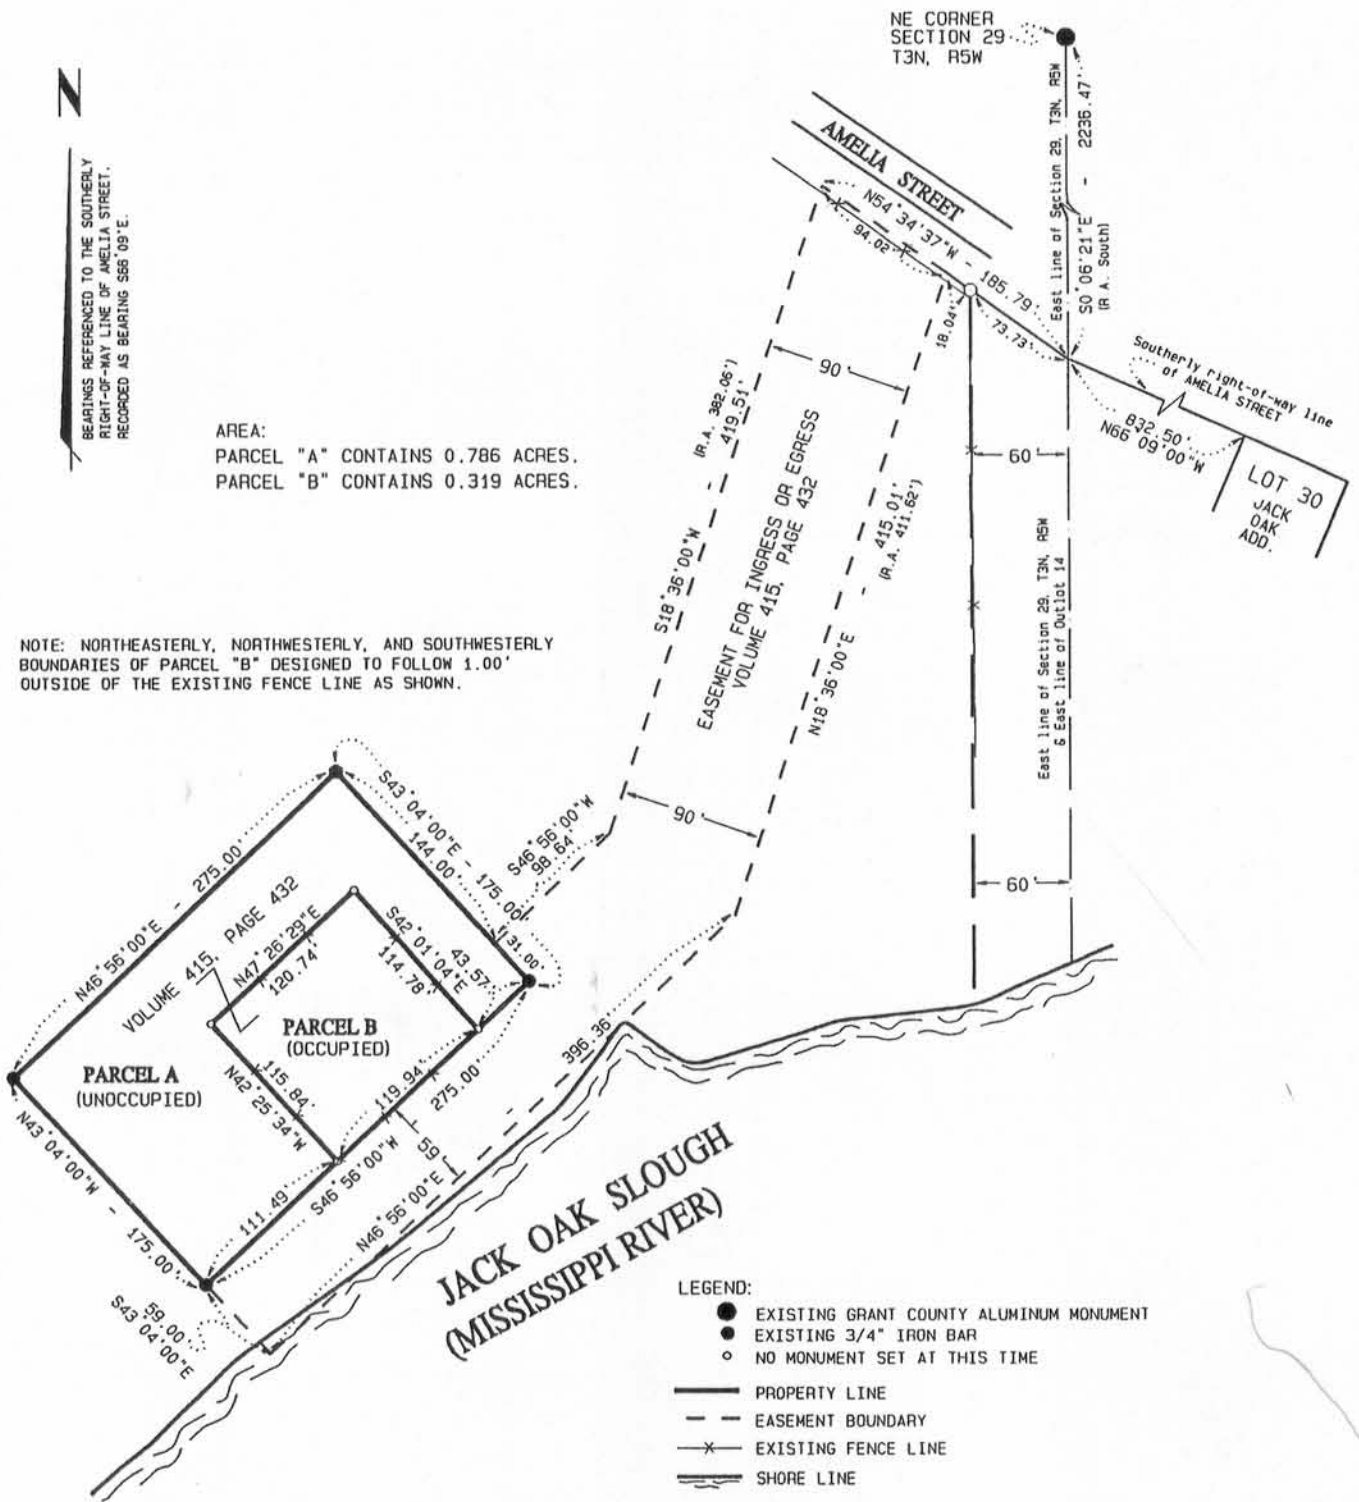 NE CORNER
SECTION 29
T3N, R5W
N
BEARINGS REFERENCED TO THE SOUTHERLY
RIGHT-OF-WAY LINE OF AMELIA STREET.
RECORDED AS BEARING S66°09'E.
AMELIA STREET
N54°34'37"W - 185.79'
94.02'
18.04'
73.73'
East line of Section 29, T3N, R5W
S0°06'21"E - 2236.47'
(R.A. South)
Southerly right-of-way line
of AMELIA STREET
832.50'
N66°09'00"W
LOT 30
JACK
OAK
ADD.
AREA:
PARCEL "A" CONTAINS 0.786 ACRES.
PARCEL "B" CONTAINS 0.319 ACRES.
90'
(R.A. 382.06')
S18°36'00"W - 419.51'
EASEMENT FOR INGRESS OR EGRESS
VOLUME 415, PAGE 432
N18°36'00"E - 415.01'
(R.A. 411.62')
60'
East line of Section 29, T3N, R5W
& East line of Outlot 14
NOTE: NORTHEASTERLY, NORTHWESTERLY, AND SOUTHWESTERLY
BOUNDARIES OF PARCEL "B" DESIGNED TO FOLLOW 1.00'
OUTSIDE OF THE EXISTING FENCE LINE AS SHOWN.
90'
60'
S43°04'00"E - 175.00'
144.00'
31.00'
S46°56'00"W
98.64'
N46°56'00"E - 275.00'
VOLUME 415, PAGE 432
N47°26'29"E
120.74'
S42°01'04"E
114.78'
43.57'
PARCEL B
(OCCUPIED)
PARCEL A
(UNOCCUPIED)
115.84'
N42°25'34"W
119.94'
275.00'
S46°56'00"W
111.49'
59'
N46°56'00"E - 396.36'
N43°04'00"W - 175.00'
59.00'
S43°04'00"E
JACK OAK SLOUGH
(MISSISSIPPI RIVER)
LEGEND:
EXISTING GRANT COUNTY ALUMINUM MONUMENT
EXISTING 3/4" IRON BAR
NO MONUMENT SET AT THIS TIME
PROPERTY LINE
EASEMENT BOUNDARY
EXISTING FENCE LINE
SHORE LINE